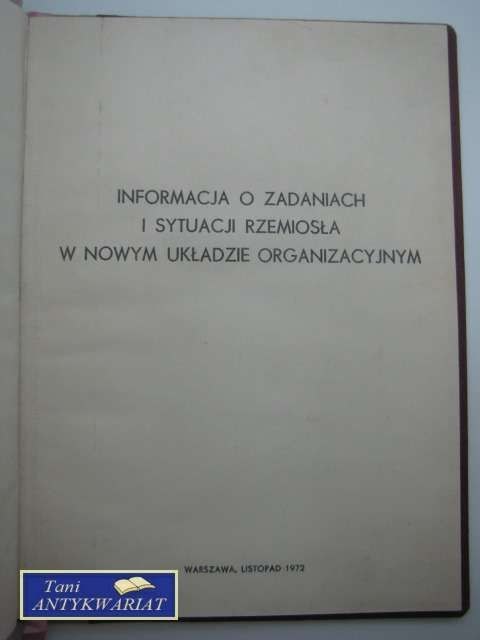 INFORMACJA O ZADANIACH
I SYTUACJI RZEMIOSŁA
W NOWYM UKŁADZIE ORGANIZACYJNYM
WARSZAWA, LISTOPAD 1972
Tani
ANTYKWARIAT